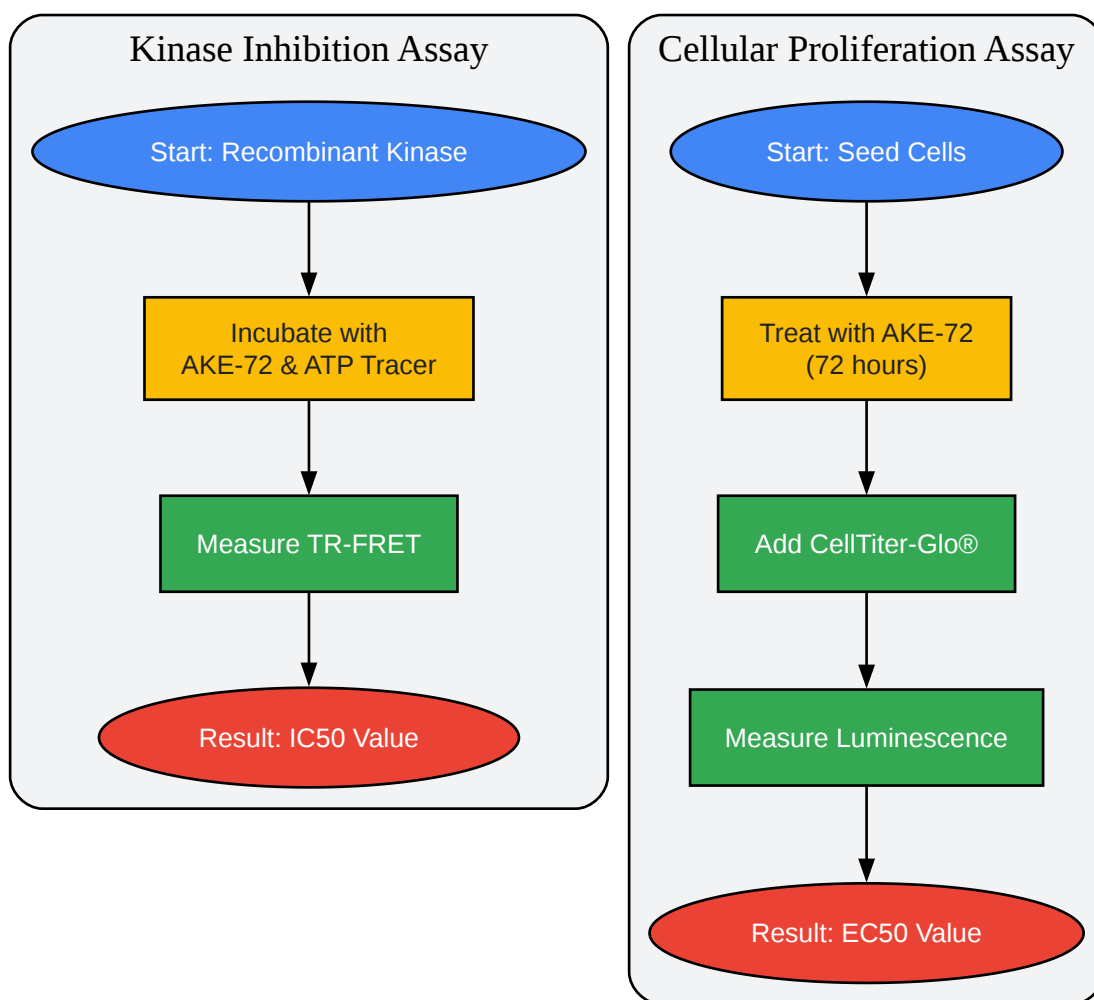 Kinase Inhibition Assay
Start: Recombinant Kinase
Incubate with
AKE-72 & ATP Tracer
Measure TR-FRET
Result: IC50 Value
Cellular Proliferation Assay
Start: Seed Cells
Treat with AKE-72
(72 hours)
Add CellTiter-Glo®
Measure Luminescence
Result: EC50 Value